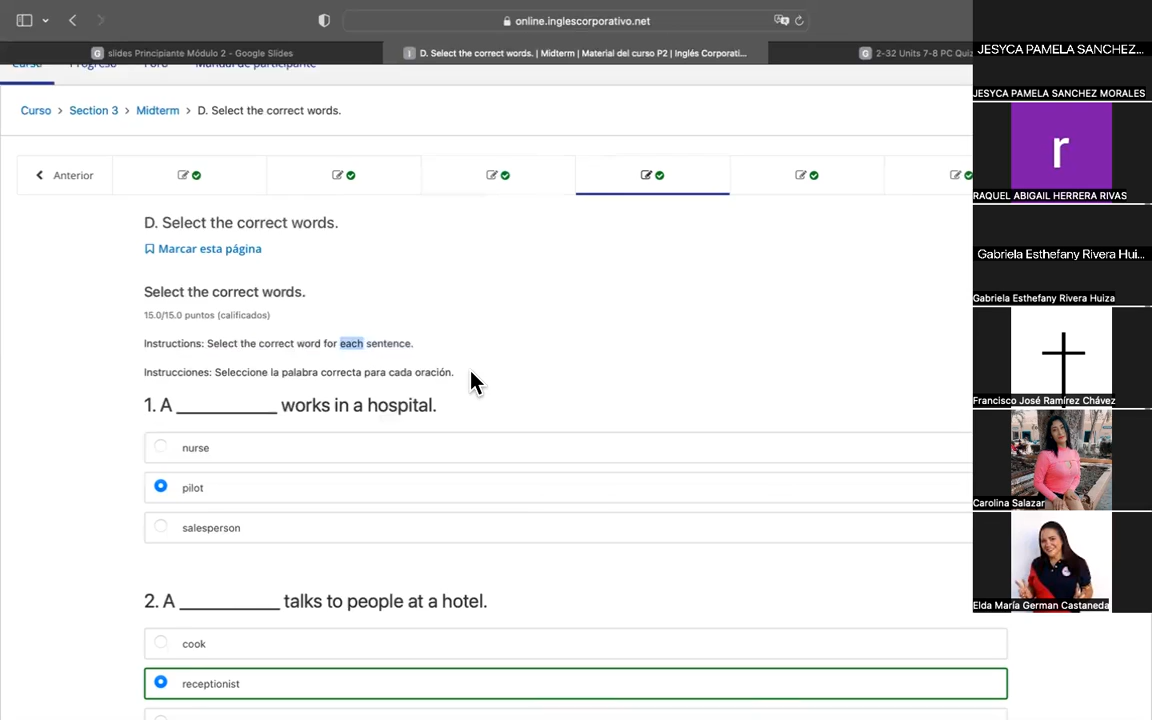 online.inglescorporativo.net
slides Principiante Módulo 2 - Google Slides
D. Select the correct words. | Midterm | Material del curso P2 | Inglés Corporati...
2-32 Units 7-8 PC Qui
Curso Progreso Foro Manual de participante
Curso > Section 3 > Midterm > D. Select the correct words.
Anterior
D. Select the correct words.
Marcar esta página
Select the correct words.
15.0/15.0 puntos (calificados)
Instructions: Select the correct word for each sentence.
Instrucciones: Seleccione la palabra correcta para cada oración.
1. A ___________ works in a hospital.
nurse
pilot
salesperson
2. A ___________ talks to people at a hotel.
cook
receptionist
JESYCA PAMELA SANCHEZ...
JESYCA PAMELA SANCHEZ MORALES
r
RAQUEL ABIGAIL HERRERA RIVAS
Gabriela Esthefany Rivera Hui...
Gabriela Esthefany Rivera Huiza
Francisco José Ramírez Chávez
Carolina Salazar
Elda María German Castaneda